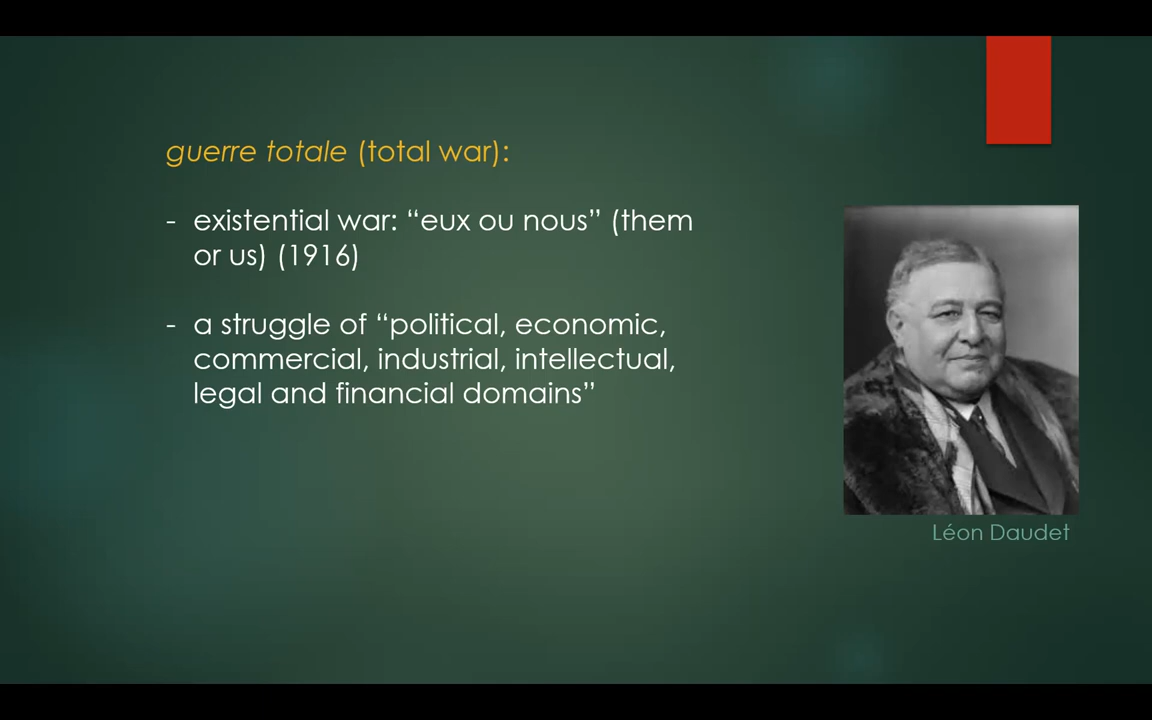 guerre totale (total war):
- existential war: “eux ou nous” (them
or us) (1916)
- a struggle of “political, economic,
commercial, industrial, intellectual,
legal and financial domains”
Léon Daudet